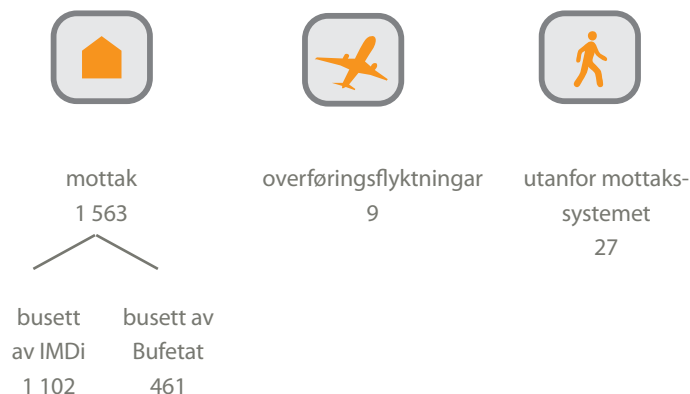 mottak
1 563
overføringsflyktningar
9
utanfor mottaks-
systemet
27
busett
av IMDi
1 102
busett av
Bufetat
461